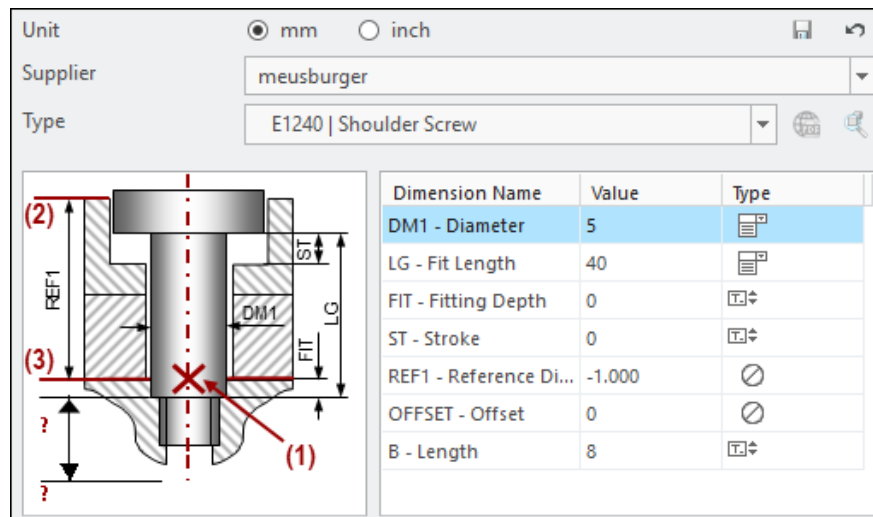 Unit mm inch
Supplier meusburger
Type E1240 | Shoulder Screw
(2)
REF1
(3)
?
?
ST
LG
DM1
FIT
(1)
Dimension Name Value Type
DM1 - Diameter 5
LG - Fit Length 40
FIT - Fitting Depth 0
ST - Stroke 0
REF1 - Reference Di... -1.000
OFFSET - Offset 0
B - Length 8